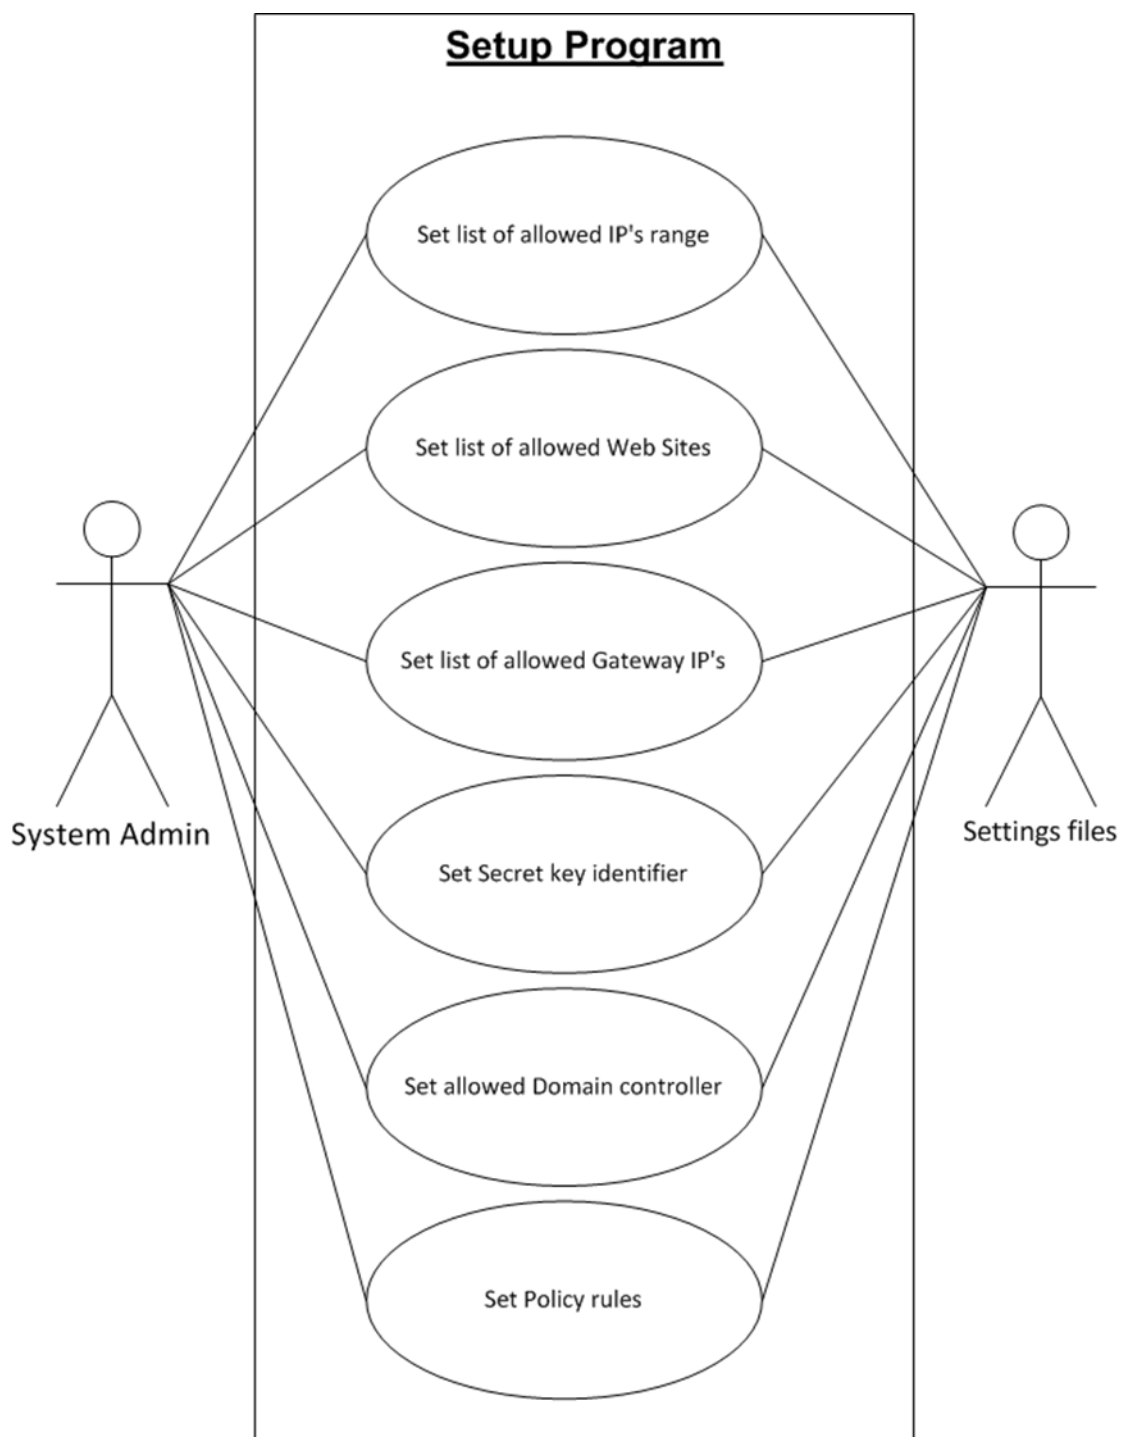 Setup Program
Set list of allowed IP's range
Set list of allowed Web Sites
Set list of allowed Gateway IP's
System Admin
Settings files
Set Secret key identifier
Set allowed Domain controller
Set Policy rules